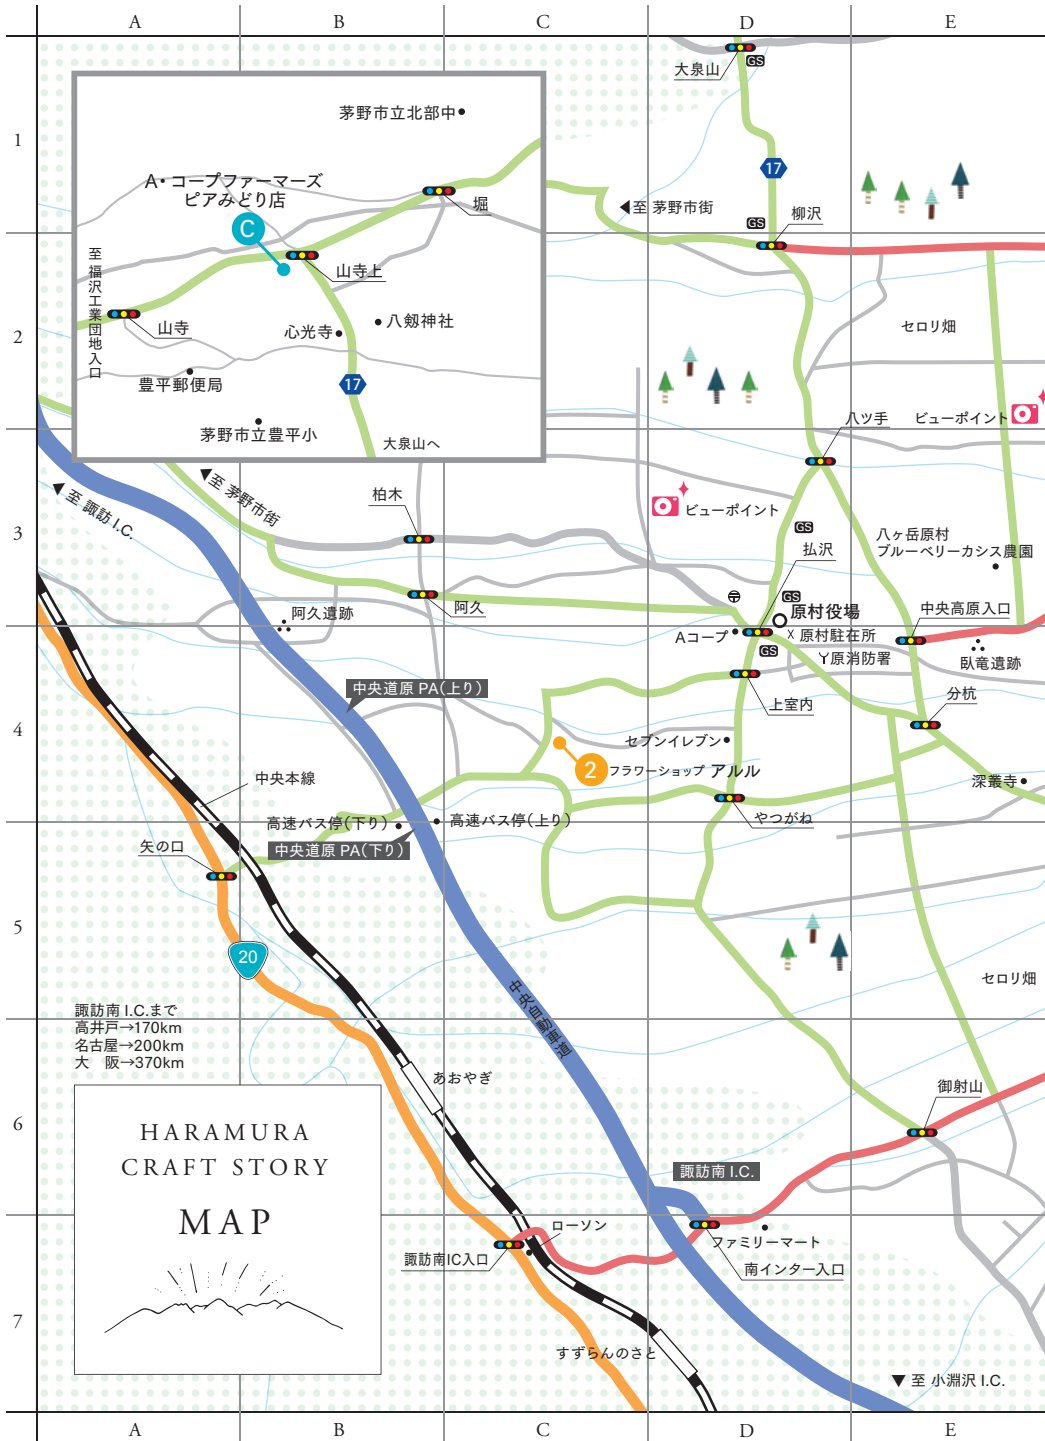 A B C D E
大泉山
GS
1
茅野市立北部中
17
A・コープファーマーズ
ピアみどり店
堀
至 茅野市街
GS
柳沢
C
山寺上
至 福沢工業団地入口
山寺
心光寺
八剱神社
2
セロリ畑
豊平郵便局
17
茅野市立豊平小
大泉山へ
八ツ手
ビューポイント
至 諏訪 I.C.
至 茅野市街
柏木
ビューポイント
3
GS
払沢
八ヶ岳原村
ブルーベリーカシス農園
阿久遺跡
阿久
GS
原村役場
中央高原入口
Aコープ
原村駐在所
GS
原消防署
臥竜遺跡
中央道原 PA(上り)
上室内
分杭
4
セブンイレブン
2
フラワーショップ アルル
中央本線
深叢寺
高速バス停(下り)
高速バス停(上り)
やつがね
中央道原 PA(下り)
矢の口
5
20
中央自動車道
セロリ畑
諏訪南 I.C.まで
高井戸→170km
名古屋→200km
大 阪→370km
あおやぎ
御射山
6
HARAMURA
CRAFT STORY
MAP
諏訪南 I.C.
ローソン
ファミリーマート
諏訪南IC入口
南インター入口
7
すずらんのさと
至 小淵沢 I.C.
A B C D E